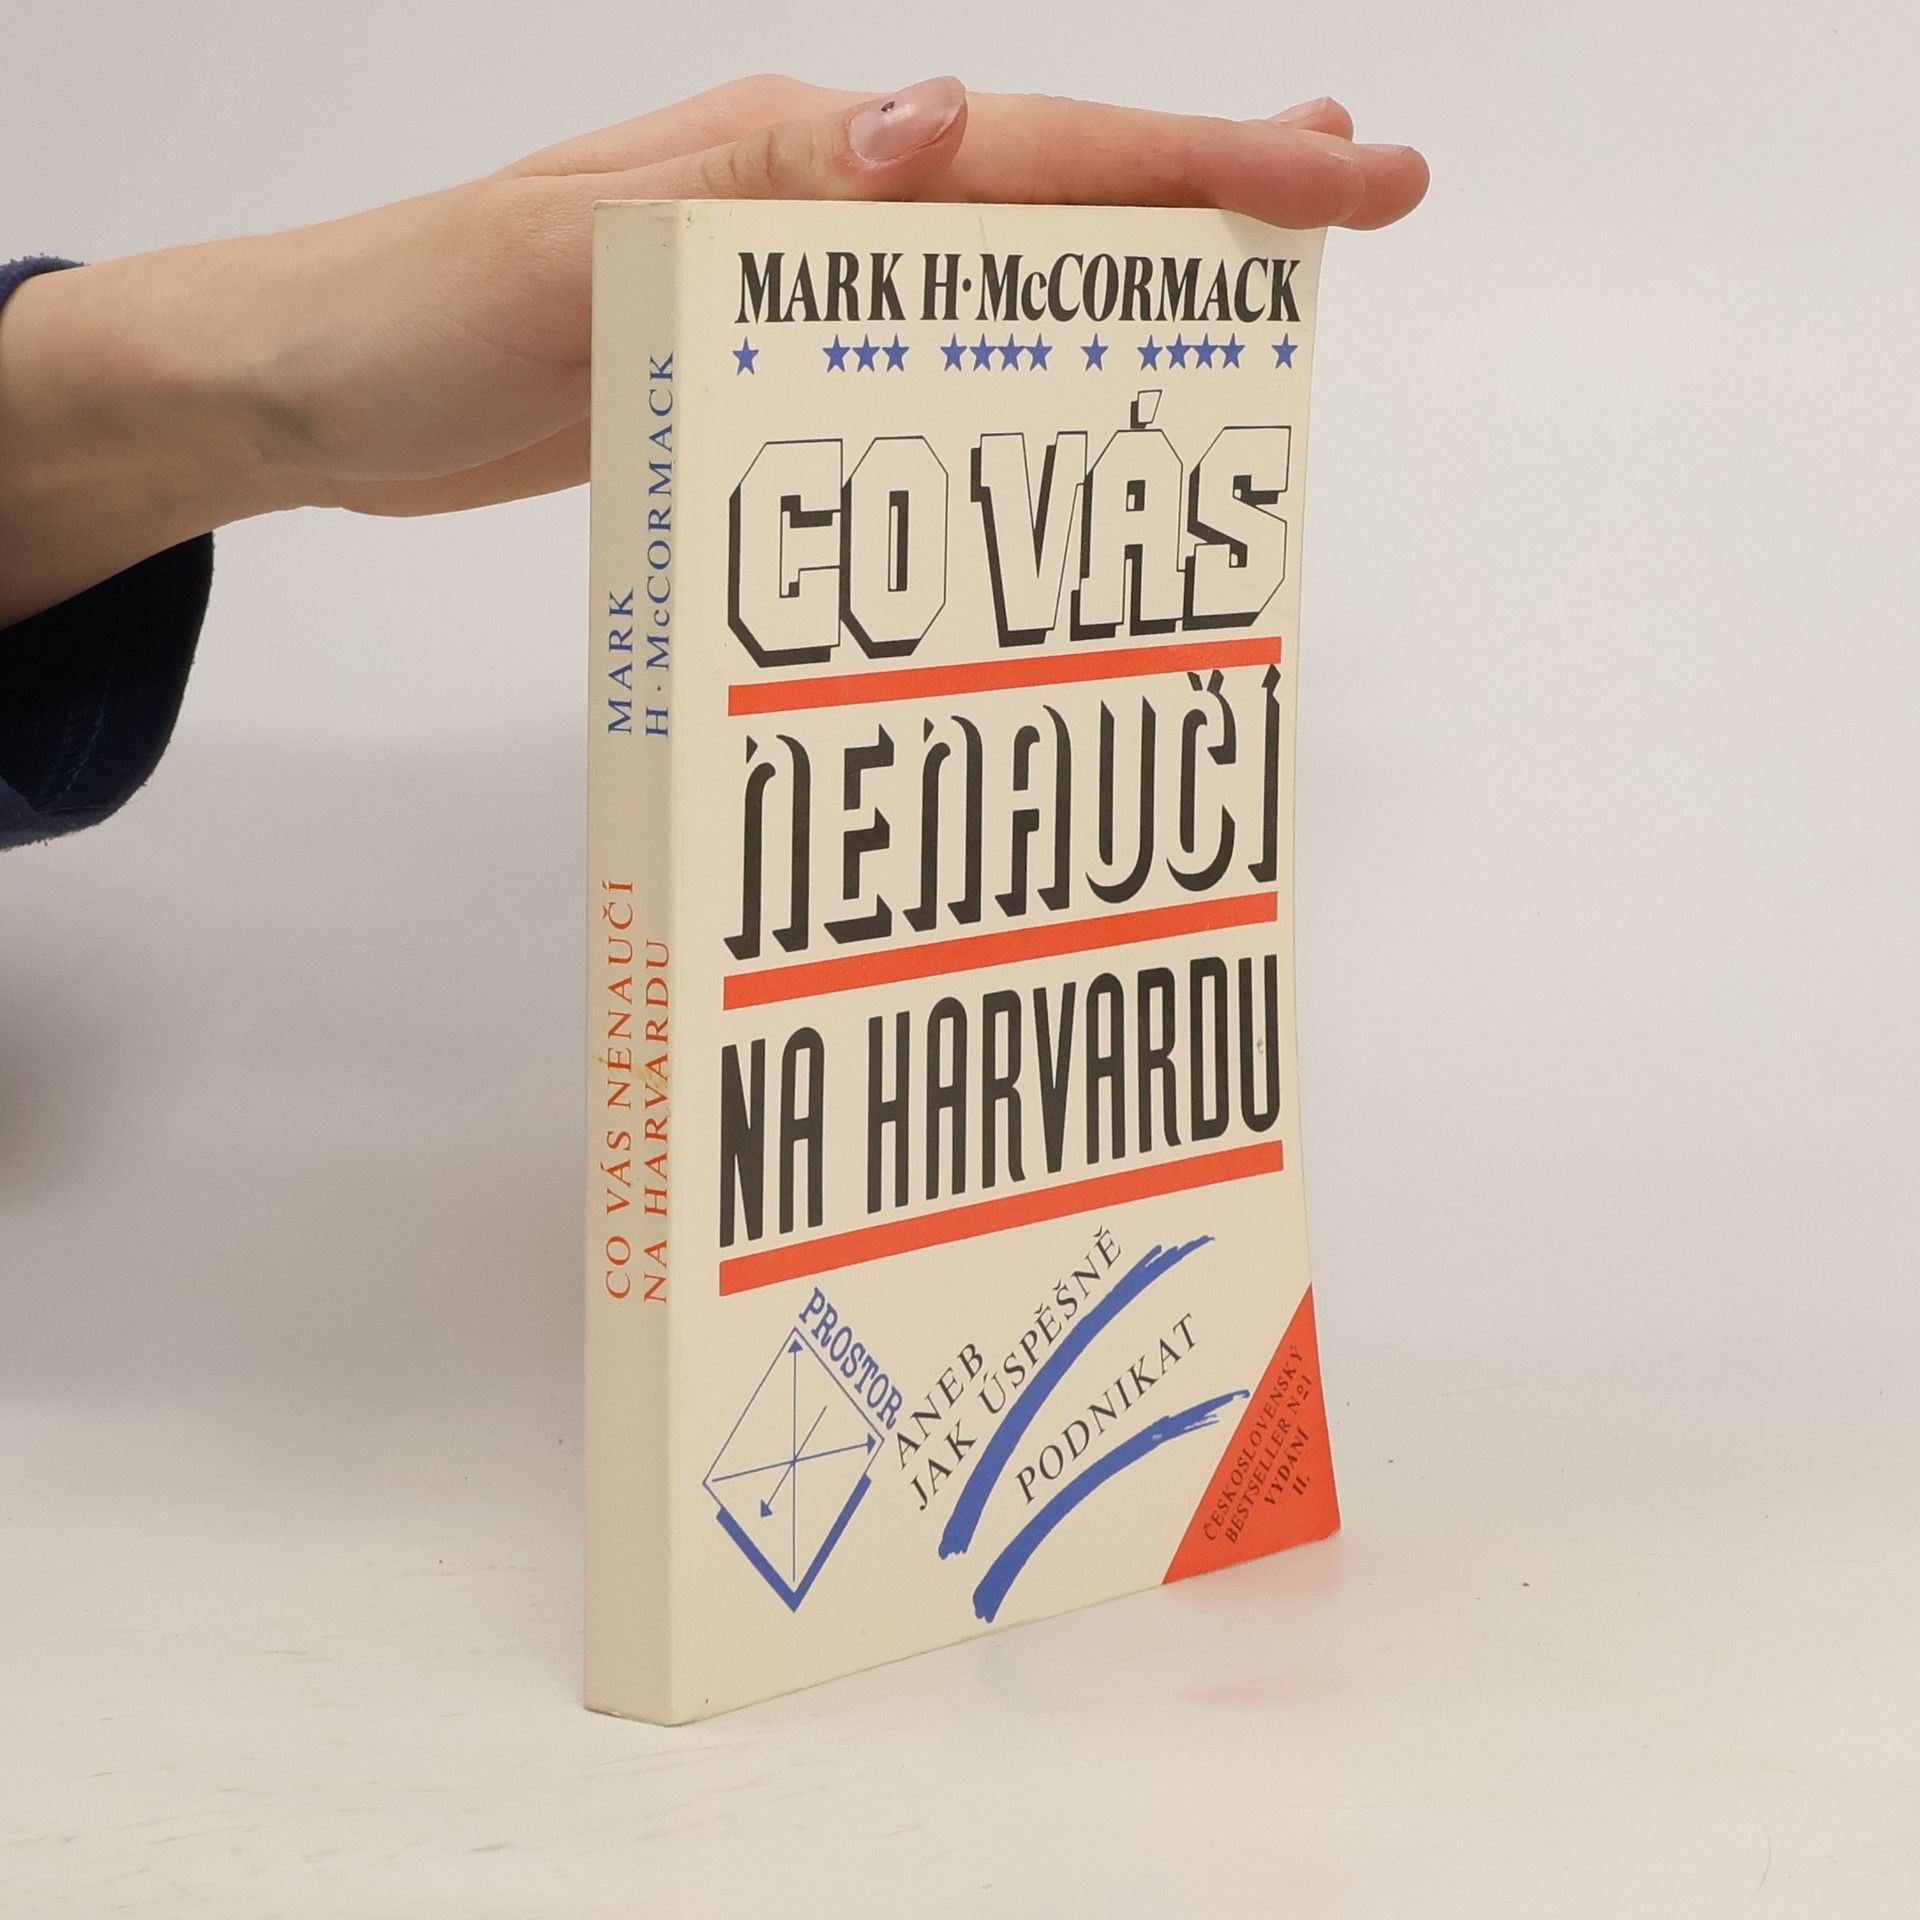 MARK H·McCORMACK
CO VÁS
NENAUČÍ
NA HARVARDU
PROSTOR
ANEB
JAK ÚSPĚŠNĚ
PODNIKAT
ČESKOSLOVENSKÝ
BESTSELLER Nº1
VYDÁNÍ
II.
MARK
H·McCORMACK
CO VÁS NENAUČÍ
NA HARVARDU